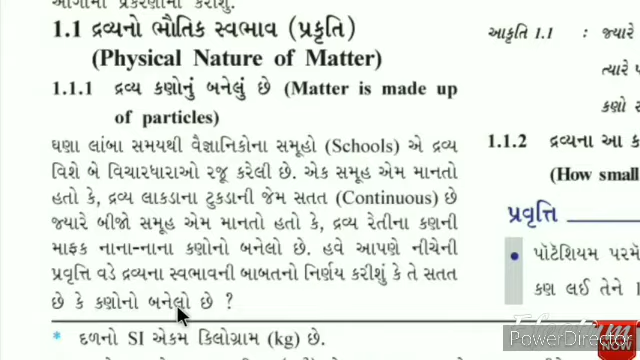 1.1 દ્રવ્યનો ભૌતિક સ્વભાવ (પ્રકૃતિ)
(Physical Nature of Matter)
1.1.1 દ્રવ્ય કણોનું બનેલું છે (Matter is made up
of particles)
ઘણા લાંબા સમયથી વૈજ્ઞાનિકોના સમૂહો (Schools) એ દ્રવ્ય
વિશે બે વિચારધારાઓ રજૂ કરેલી છે. એક સમૂહ એમ માનતો
હતો કે, દ્રવ્ય લાકડાના ટુકડાની જેમ સતત (Continuous) છે
જ્યારે બીજો સમૂહ એમ માનતો હતો કે, દ્રવ્ય રેતીના કણની
માફક નાના-નાના કણોનો બનેલો છે. હવે આપણે નીચેની
પ્રવૃત્તિ વડે દ્રવ્યના સ્વભાવની બાબતનો નિર્ણય કરીશું કે તે સતત
છે કે કણોનો બનેલો છે ?
* દળનો SI એકમ કિલોગ્રામ (kg) છે.
આકૃતિ 1.1 : જ્યારે
ત્યારે પ
કણો સ
1.1.2 દ્રવ્યના આ ક
(How small
પ્રવૃત્તિ
• પોટેશિયમ પરમૅ
કણ લઈ તેને 1
PowerDirector
NOW